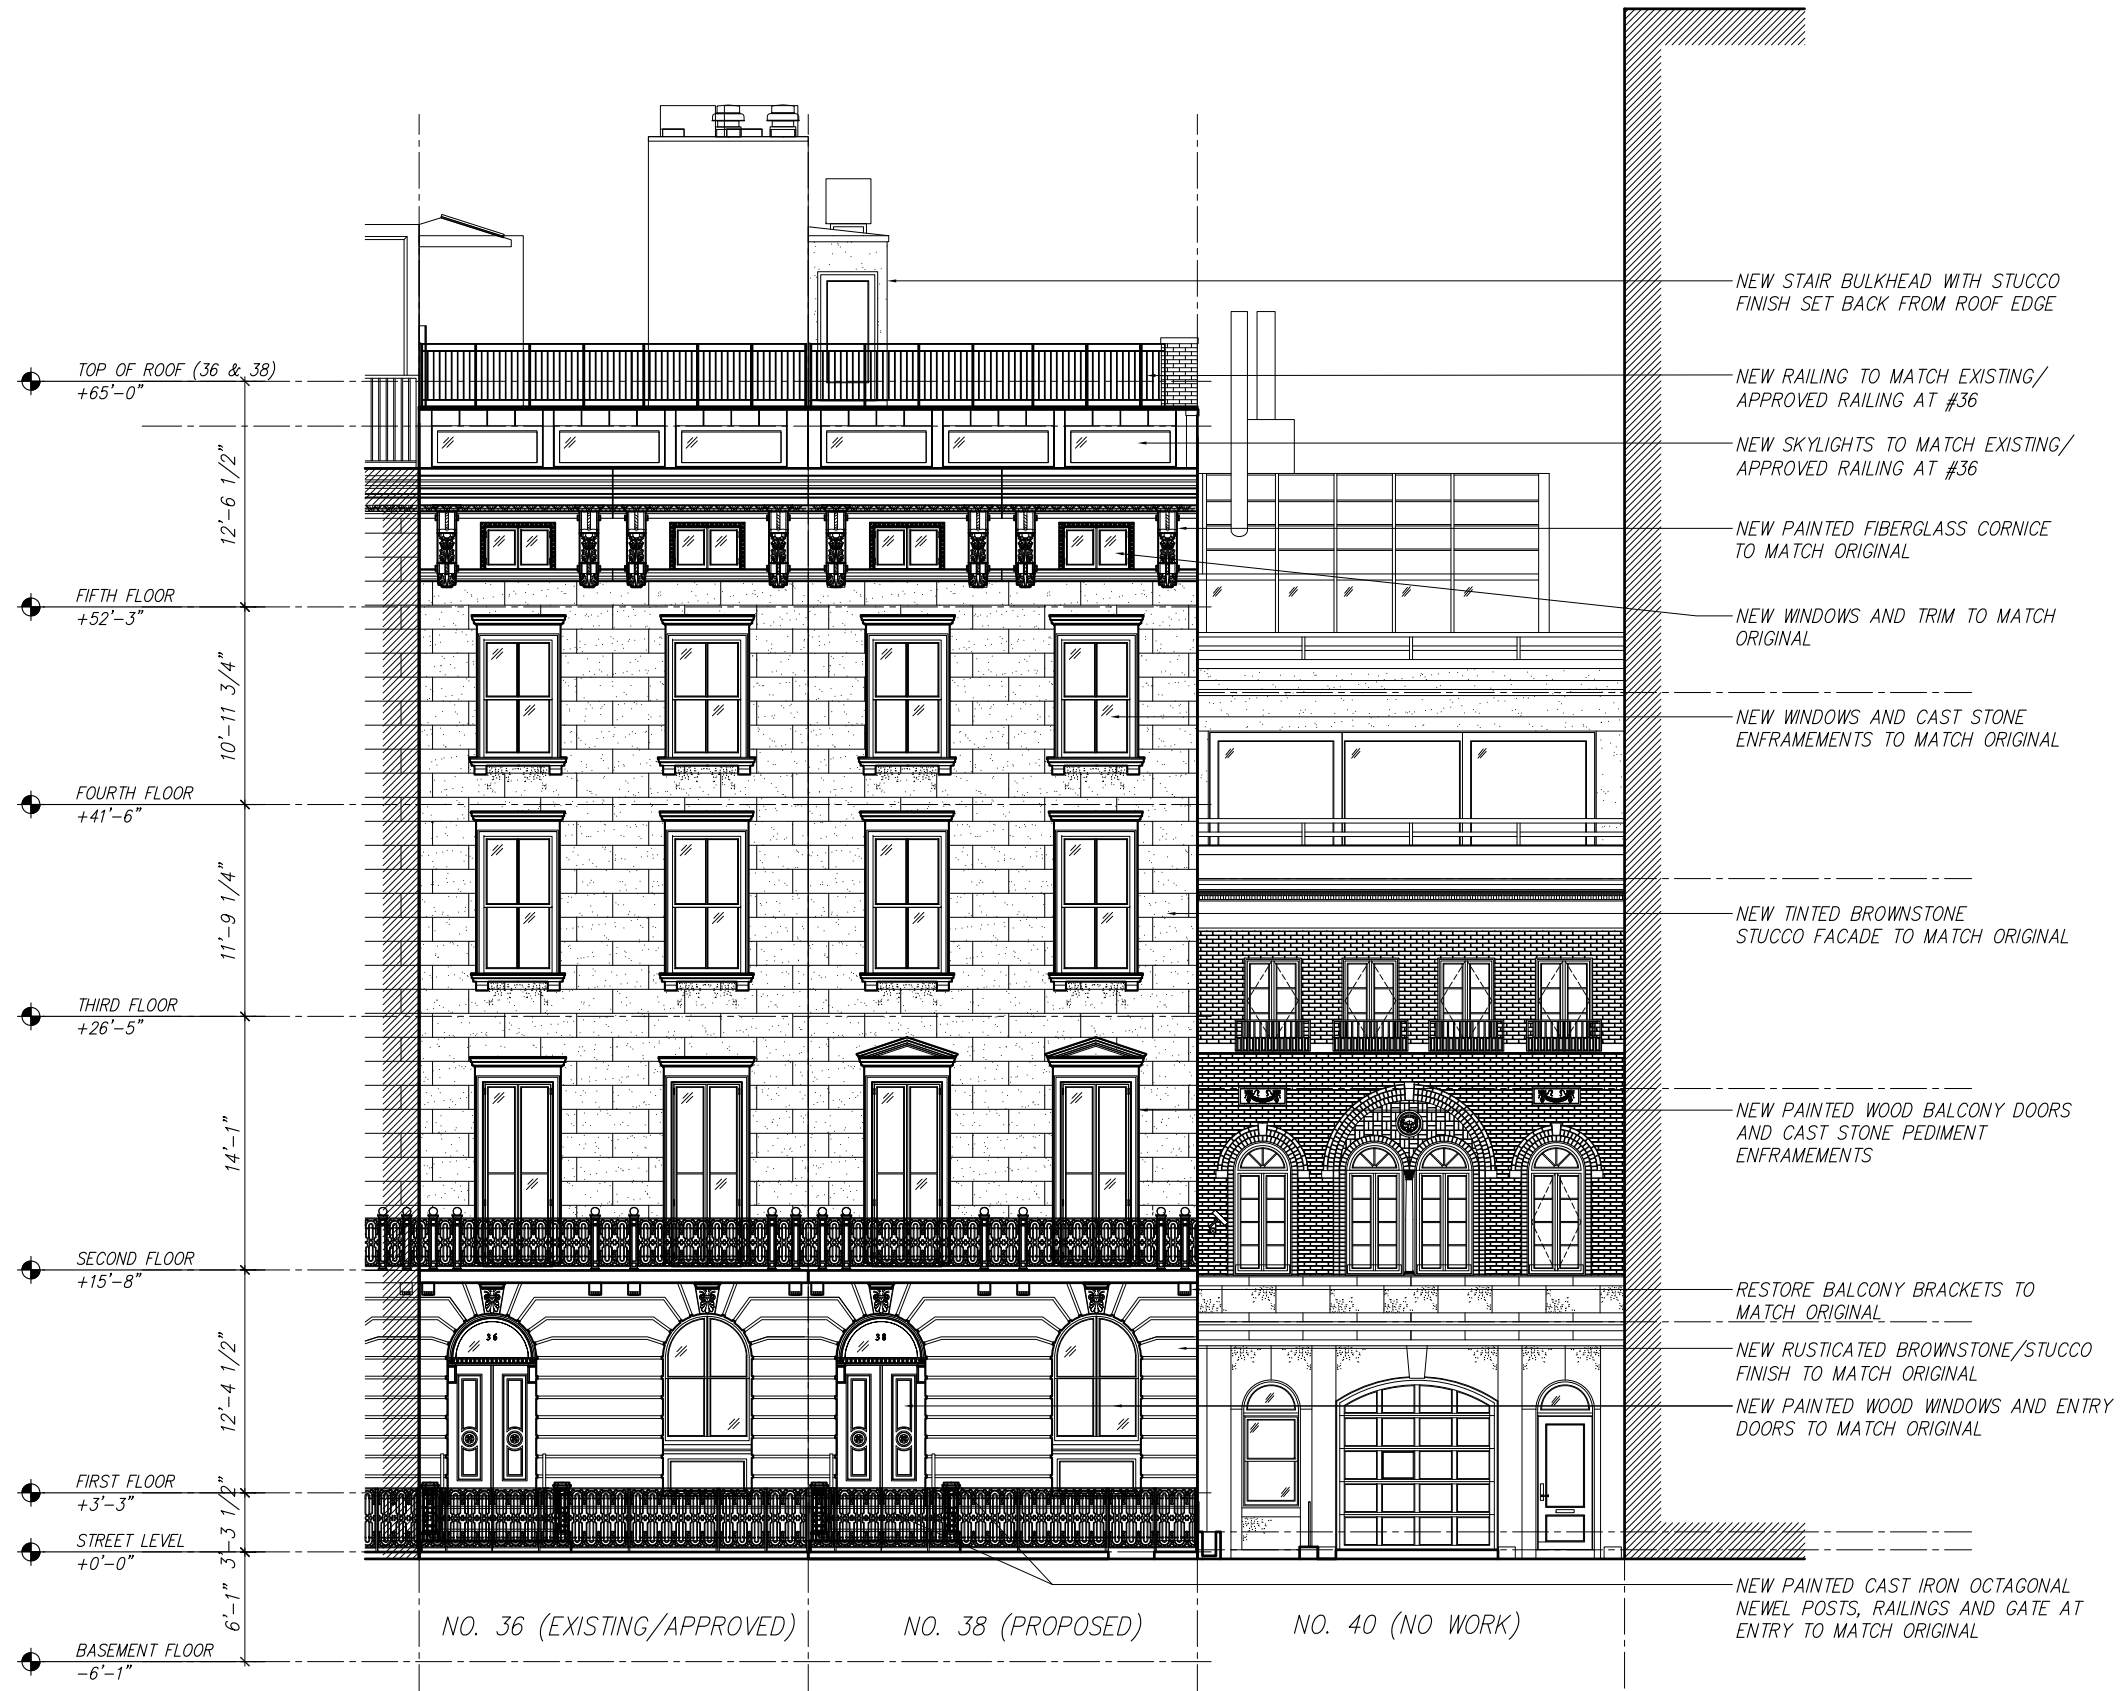 NEW STAIR BULKHEAD WITH STUCCO
FINISH SET BACK FROM ROOF EDGE
TOP OF ROOF (36 & 38)
+65'-0"
NEW RAILING TO MATCH EXISTING/
APPROVED RAILING AT #36
NEW SKYLIGHTS TO MATCH EXISTING/
APPROVED RAILING AT #36
12'-6 1/2"
NEW PAINTED FIBERGLASS CORNICE
TO MATCH ORIGINAL
FIFTH FLOOR
+52'-3"
NEW WINDOWS AND TRIM TO MATCH
ORIGINAL
10'-11 3/4"
NEW WINDOWS AND CAST STONE
ENFRAMEMENTS TO MATCH ORIGINAL
FOURTH FLOOR
+41'-6"
11'-9 1/4"
NEW TINTED BROWNSTONE
STUCCO FACADE TO MATCH ORIGINAL
THIRD FLOOR
+26'-5"
14'-1"
NEW PAINTED WOOD BALCONY DOORS
AND CAST STONE PEDIMENT
ENFRAMEMENTS
SECOND FLOOR
+15'-8"
RESTORE BALCONY BRACKETS TO
MATCH ORIGINAL
36
38
12'-4 1/2"
NEW RUSTICATED BROWNSTONE/STUCCO
FINISH TO MATCH ORIGINAL
NEW PAINTED WOOD WINDOWS AND ENTRY
DOORS TO MATCH ORIGINAL
FIRST FLOOR
+3'-3"
3'-3 1/2"
STREET LEVEL
+0'-0"
6'-1"
NEW PAINTED CAST IRON OCTAGONAL
NEWEL POSTS, RAILINGS AND GATE AT
ENTRY TO MATCH ORIGINAL
NO. 36 (EXISTING/APPROVED)
NO. 38 (PROPOSED)
NO. 40 (NO WORK)
BASEMENT FLOOR
-6'-1"